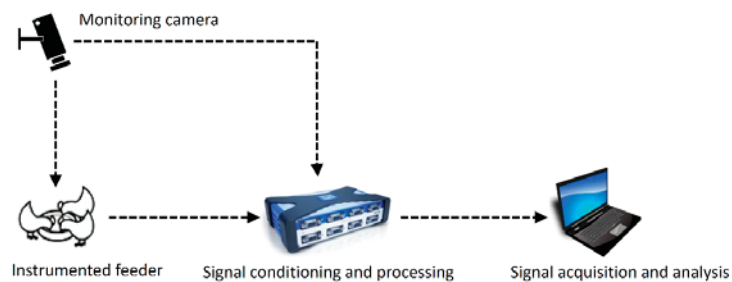 Monitoring camera
Instrumented feeder
Signal conditioning and processing
Signal acquisition and analysis